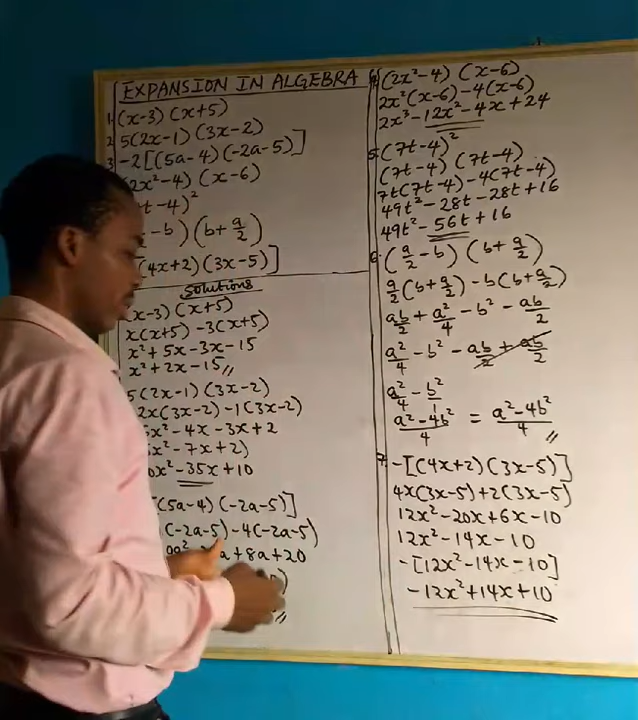 EXPANSION IN ALGEBRA
1. (x-3)(x+5)
2 5(2x-1)(3x-2)
3 -2[(5a-4)(-2a-5)]
2x²-4) (x-6)
t-4)²
-b)(b+a/2)
(4x+2)(3x-5)]
Solutions
(x-3)(x+5)
x(x+5) -3(x+5)
x²+5x-3x-15
x²+2x-15
5(2x-1)(3x-2)
2x(3x-2)-1(3x-2)
x²-4x-3x+2
x²-7x+2)
x²-35x+10
(5a-4)(-2a-5)]
(-2a-5)-4(-2a-5)
a+8a+20
4. (2x²-4) (x-6)
2x²(x-6)-4(x-6)
2x³-12x²-4x+24
5. (7t-4)²
(7t-4) (7t-4)
7t(7t-4)-4(7t-4)
49t²-28t-28t+16
49t²-56t+16
6. (a/2-b) (b+a/2)
a/2(b+a/2)-b(b+a/2)
ab/2+a²/4-b²-ab/2
a²/4-b²-ab/2+ab/2
a²/4-b²/1
a²-4b²/4 = a²-4b²/4
7. -[(4x+2)(3x-5)]
4x(3x-5)+2(3x-5)
12x²-20x+6x-10
12x²-14x-10
-[12x²-14x-10]
-12x²+14x+10